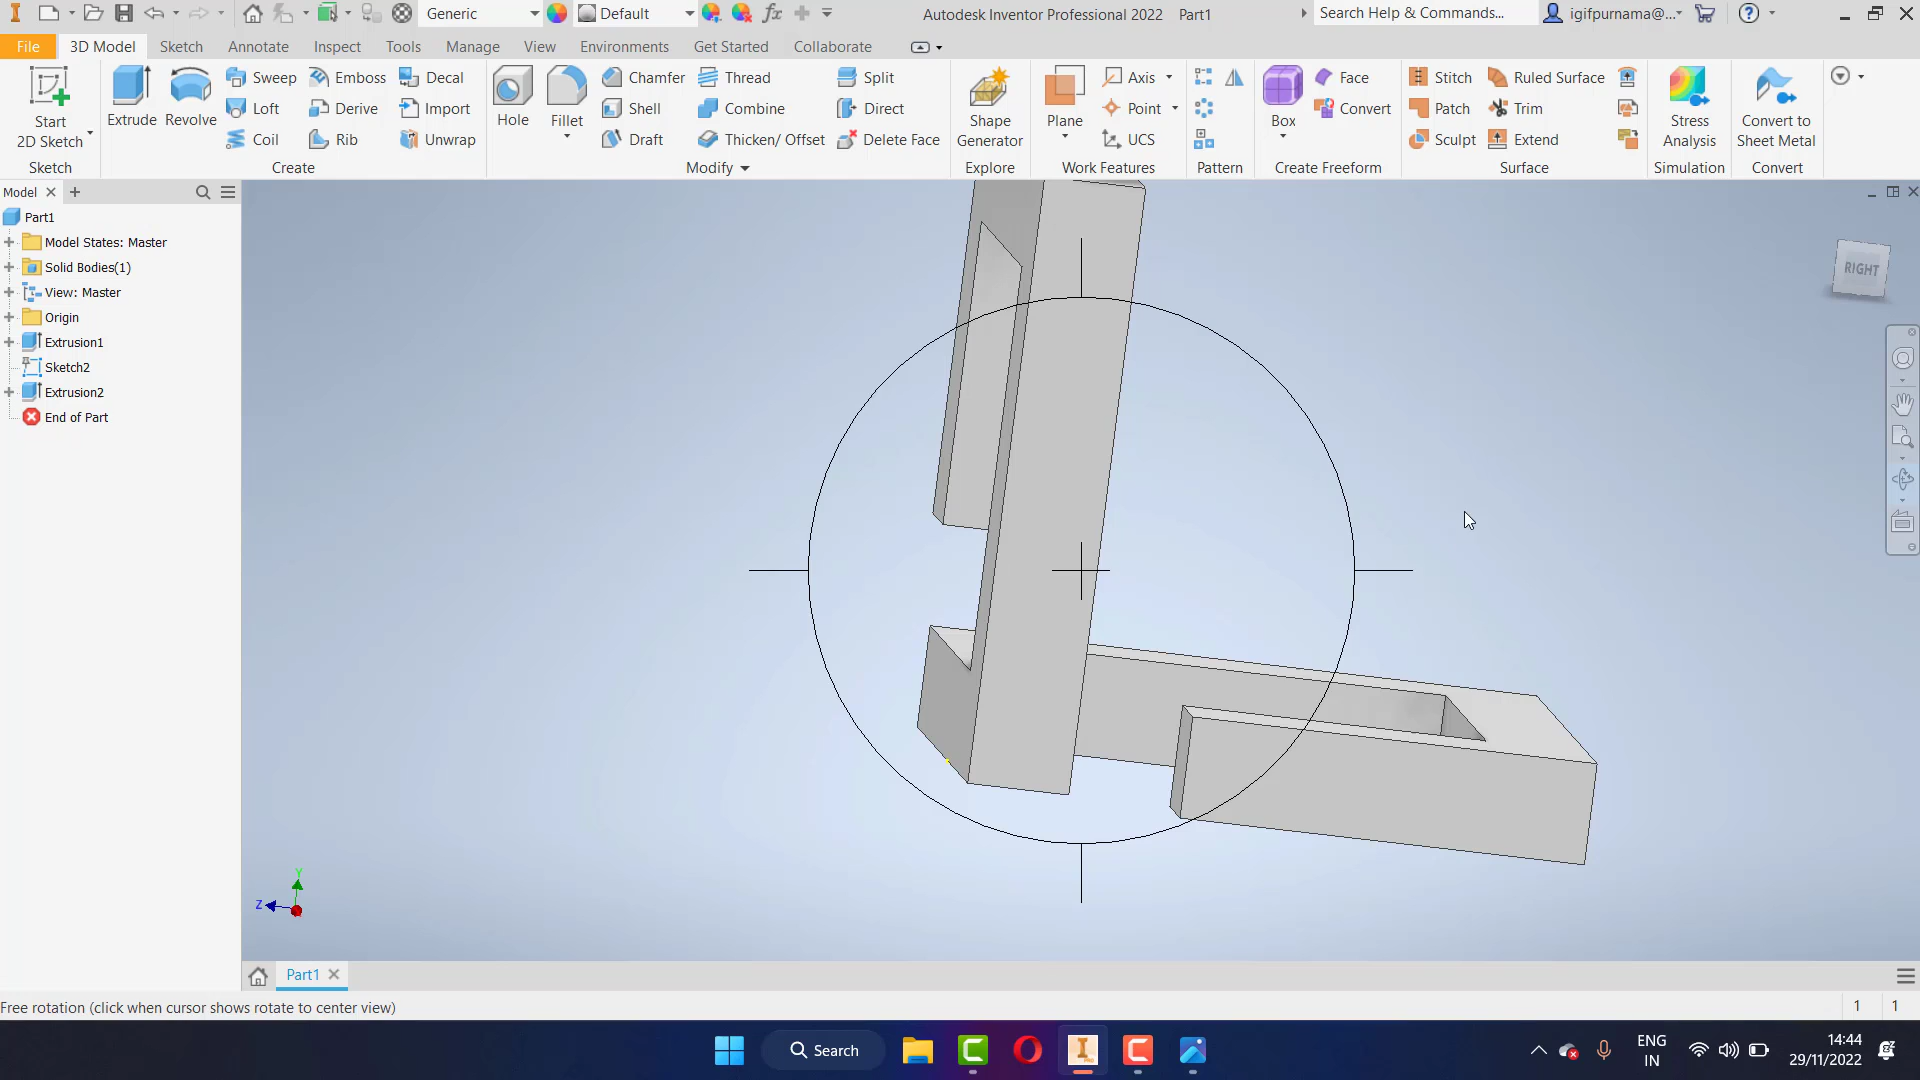 Generic
Default
fx
Autodesk Inventor Professional 2022 Part1
Search Help & Commands...
igifpurnama@...
File
3D Model
Sketch
Annotate
Inspect
Tools
Manage
View
Environments
Get Started
Collaborate
Start
2D Sketch
Extrude
Revolve
Sweep
Loft
Coil
Emboss
Derive
Rib
Decal
Import
Unwrap
Hole
Fillet
Chamfer
Shell
Draft
Thread
Combine
Thicken/ Offset
Split
Direct
Delete Face
Shape
Generator
Plane
Axis
Point
UCS
Box
Face
Convert
Stitch
Patch
Sculpt
Ruled Surface
Trim
Extend
Stress
Analysis
Convert to
Sheet Metal
Sketch
Create
Modify
Explore
Work Features
Pattern
Create Freeform
Surface
Simulation
Convert
Model
Part1
Model States: Master
Solid Bodies(1)
View: Master
Origin
Extrusion1
Sketch2
Extrusion2
End of Part
RIGHT
Y
Z
Part1
Free rotation (click when cursor shows rotate to center view)
1 1
Search
ENG
IN
14:44
29/11/2022